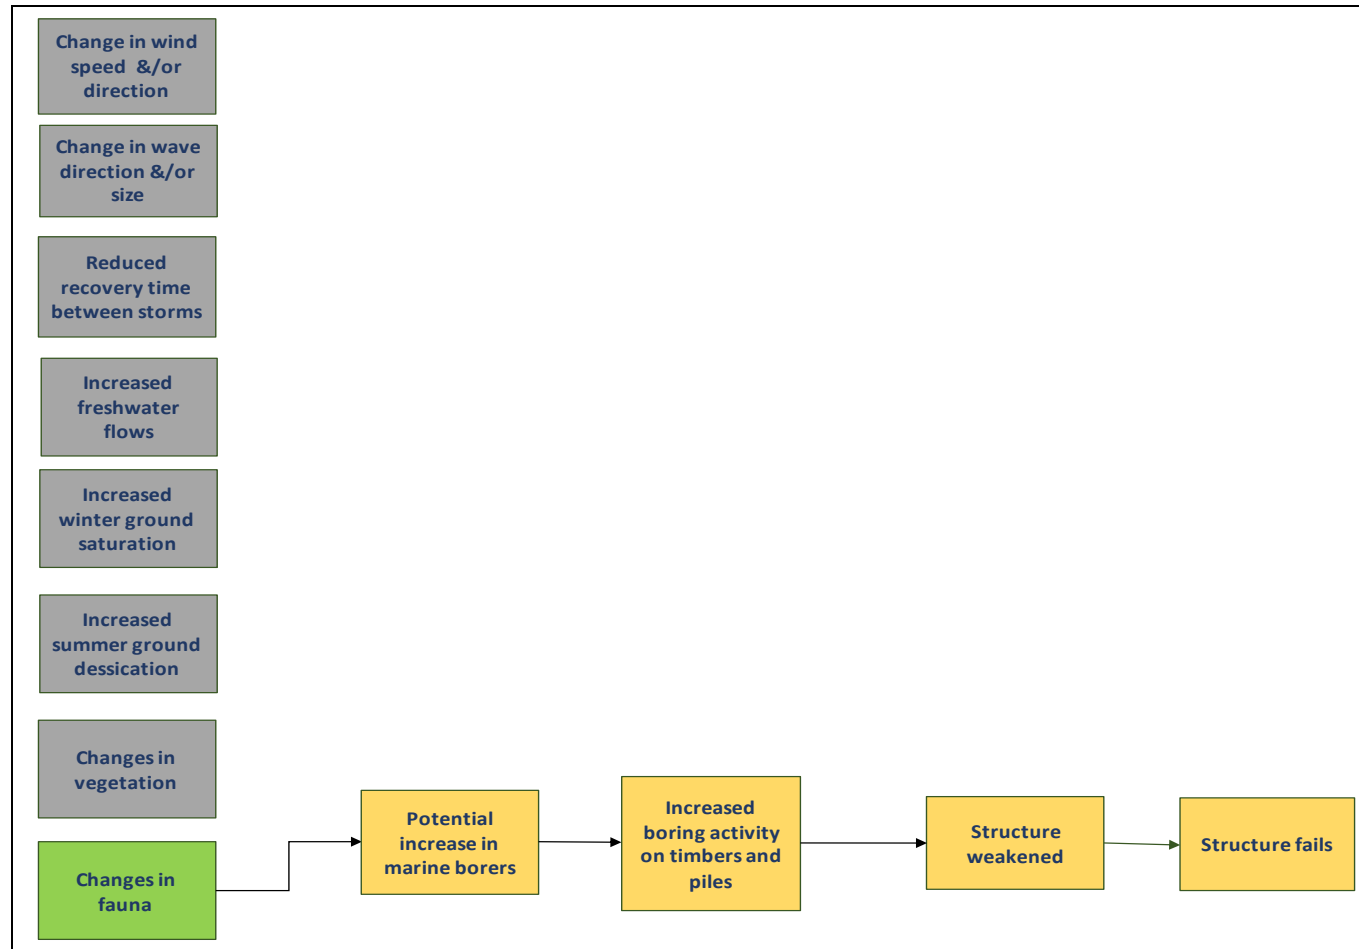 Change in wind
speed &/or
direction
Change in wave
direction &/or
size
Reduced
recovery time
between storms
Increased
freshwater
flows
Increased
winter ground
saturation
Increased
summer ground
dessication
Changes in
vegetation
Changes in
fauna
Potential
increase in
marine borers
Increased
boring activity
on timbers and
piles
Structure
weakened
Structure fails